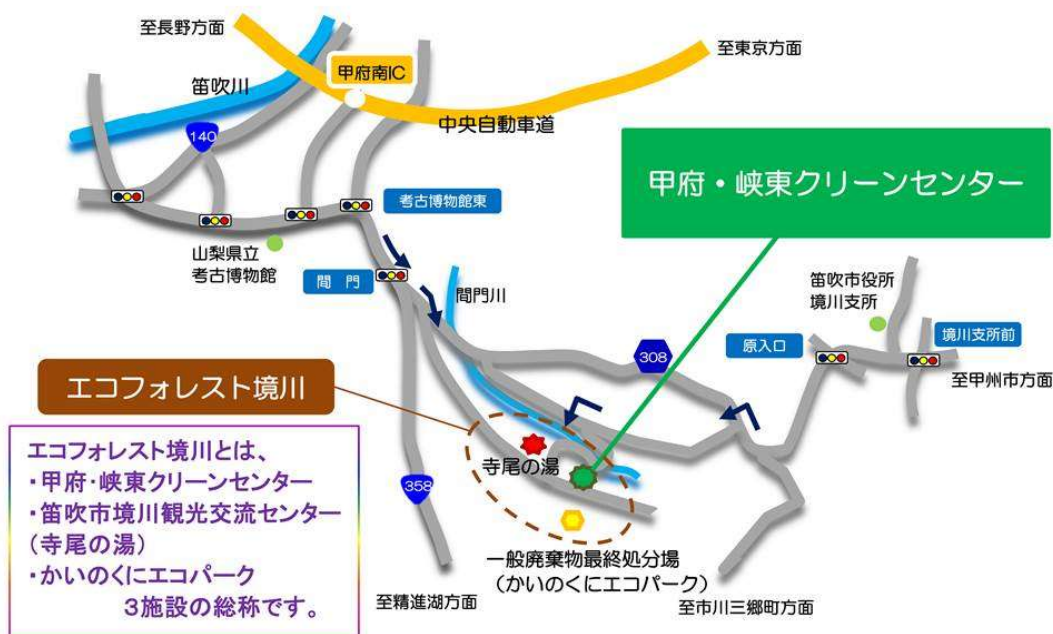 至長野方面
至東京方面
甲府南IC
笛吹川
中央自動車道
140
甲府・峡東クリーンセンター
考古博物館東
山梨県立
考古博物館
間門
間門川
笛吹市役所
境川支所
原入口
境川支所前
308
至甲州市方面
エコフォレスト境川
エコフォレスト境川とは、
・甲府・峡東クリーンセンター
・笛吹市境川観光交流センター
(寺尾の湯)
・かいのくにエコパーク
3施設の総称です。
寺尾の湯
358
一般廃棄物最終処分場
(かいのくにエコパーク)
至精進湖方面
至市川三郷町方面